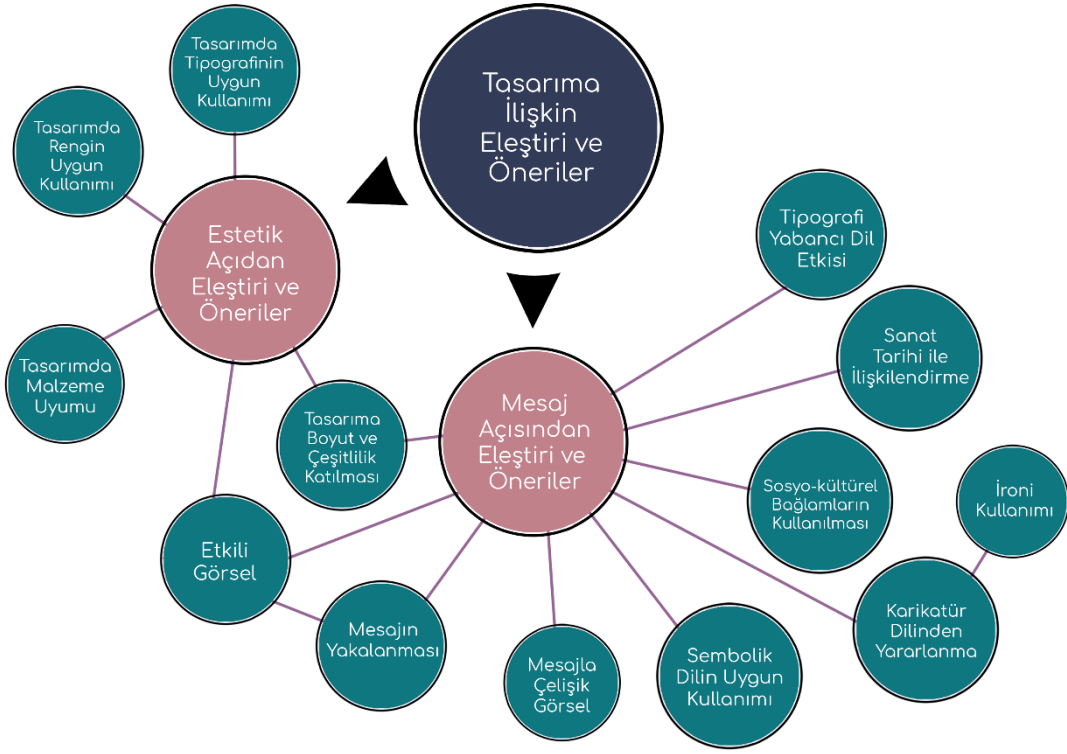 Tasarıma
İlişkin
Eleştiri ve
Öneriler
Tasarımda
Tipografinin
Uygun
Kullanımı
Tasarımda
Rengin
Uygun
Kullanımı
Estetik
Açıdan
Eleştiri ve
Öneriler
Tasarımda
Malzeme
Uyumu
Tasarıma
Boyut ve
Çeşitlilik
Katılması
Etkili
Görsel
Mesaj
Açısından
Eleştiri ve
Öneriler
Tipografi
Yabancı Dil
Etkisi
Sanat
Tarihi ile
İlişkilendirme
Sosyo-kültürel
Bağlamların
Kullanılması
İroni
Kullanımı
Karikatür
Dilinden
Yararlanma
Sembolik
Dilin Uygun
Kullanımı
Mesajla
Çelişik
Görsel
Mesajın
Yakalanması